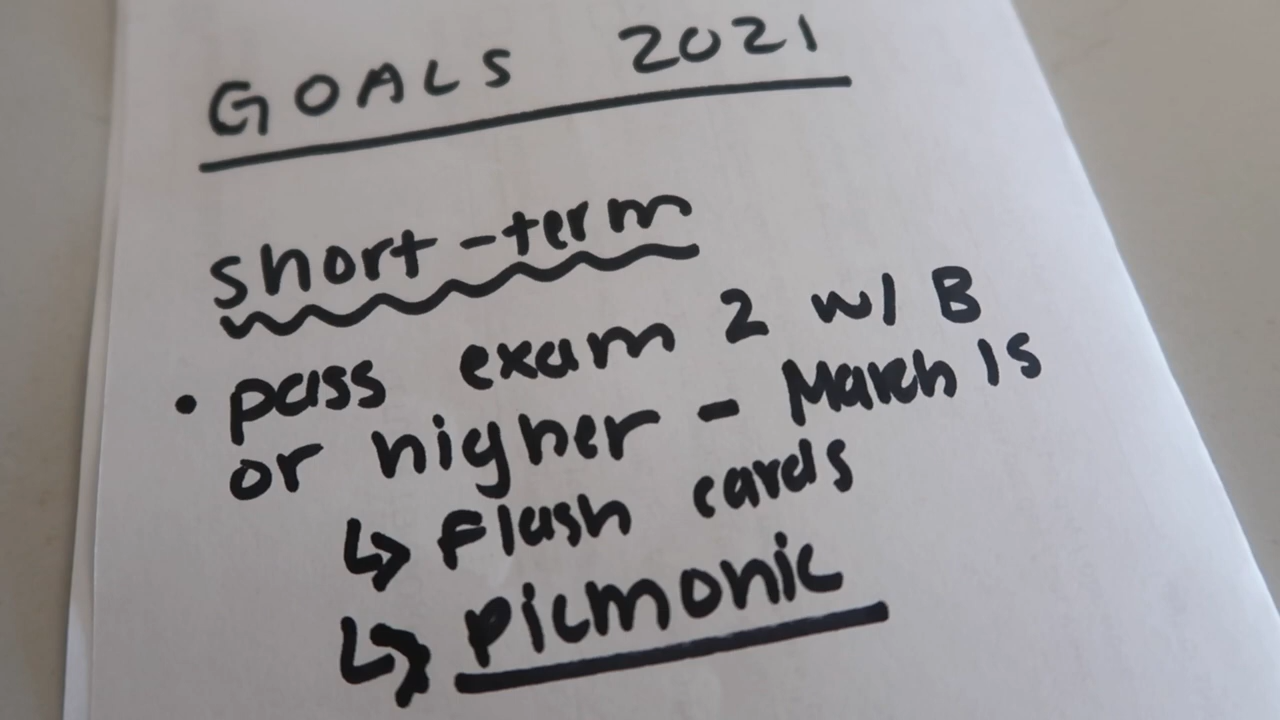 GOALS 2021
short-term
• pass exam 2 w/ B
or higher - March 15
↳ Flash cards
↳ Picmonic